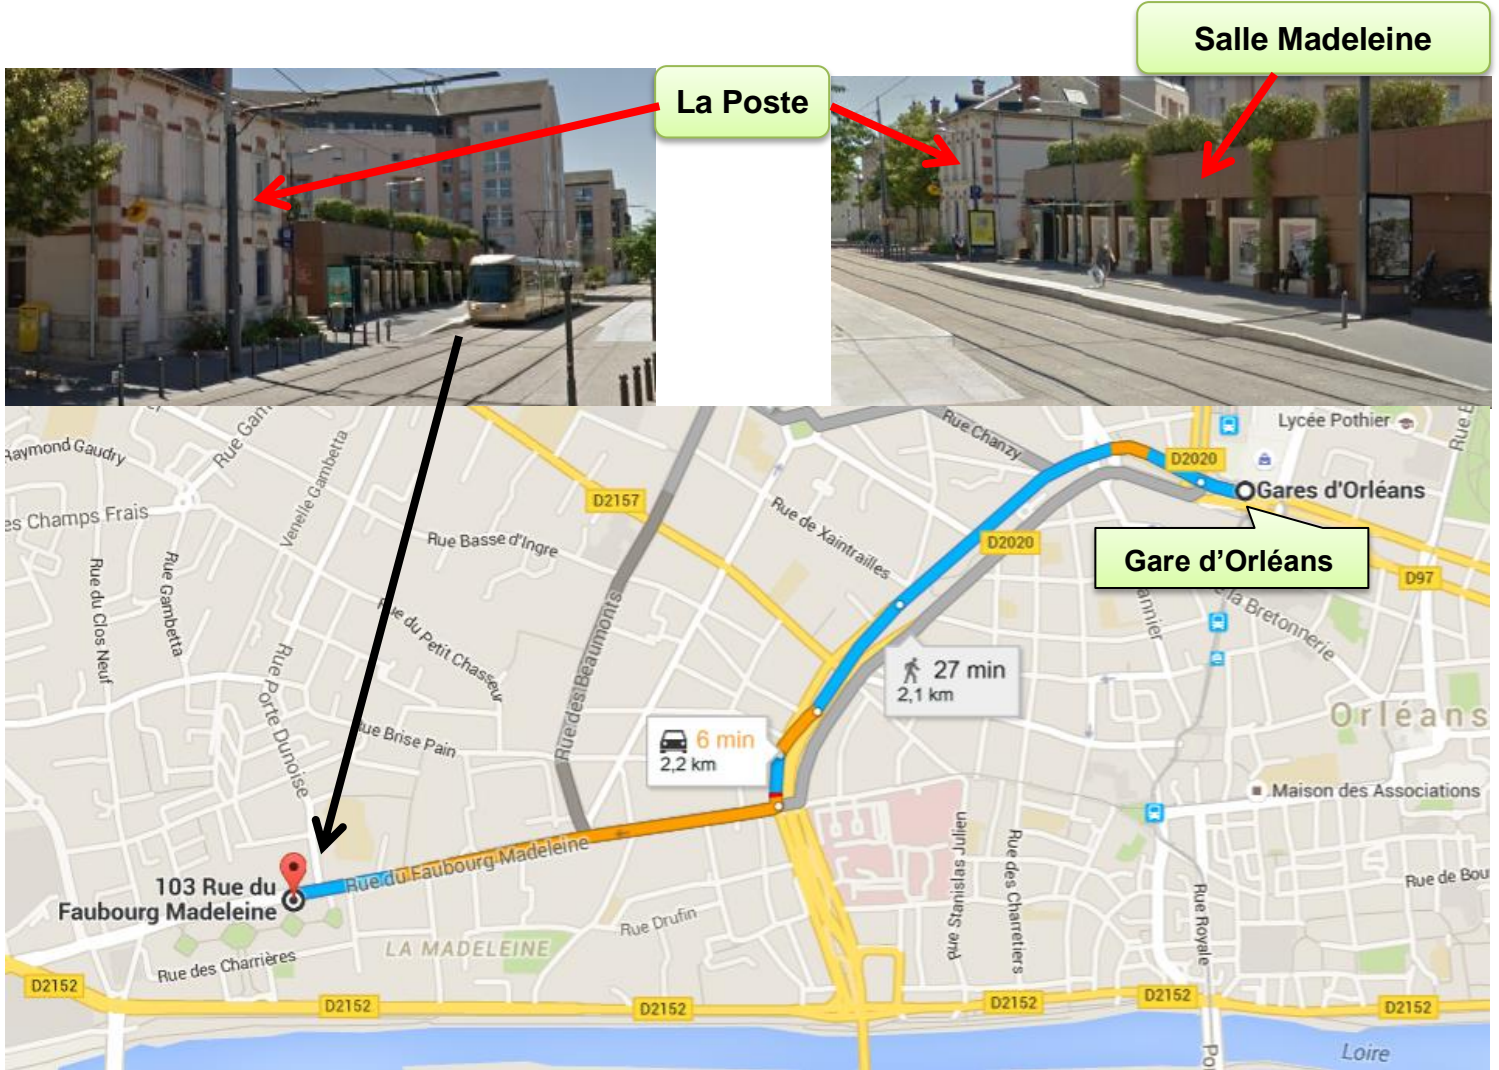 Salle Madeleine
La Poste
Lycée Pothier
Rue Chanzy
D2020
Gares d'Orléans
Raymond Gaudry
Rue Gam
Venelle Gambetta
D2157
es Champs Frais
Rue Basse d'Ingre
Rue de Xaintrailles
D2020
Gare d'Orléans
D97
Rue du Clos Neuf
Rue Gambetta
Rue du Petit Chasseur
Rue des Beaumonts
annier
la Bretonnerie
27 min
2,1 km
Orléans
Rue Porte Dunoise
Rue Brise Pain
6 min
2,2 km
Maison des Associations
Rue du Faubourg Madeleine
103 Rue du
Faubourg Madeleine
Rue Stanislas Julien
Rue des Charretiers
Rue Royale
Rue de Bou
Rue Drufin
LA MADELEINE
Rue des Charrières
D2152
D2152
D2152
D2152
D2152
D2152
Loire